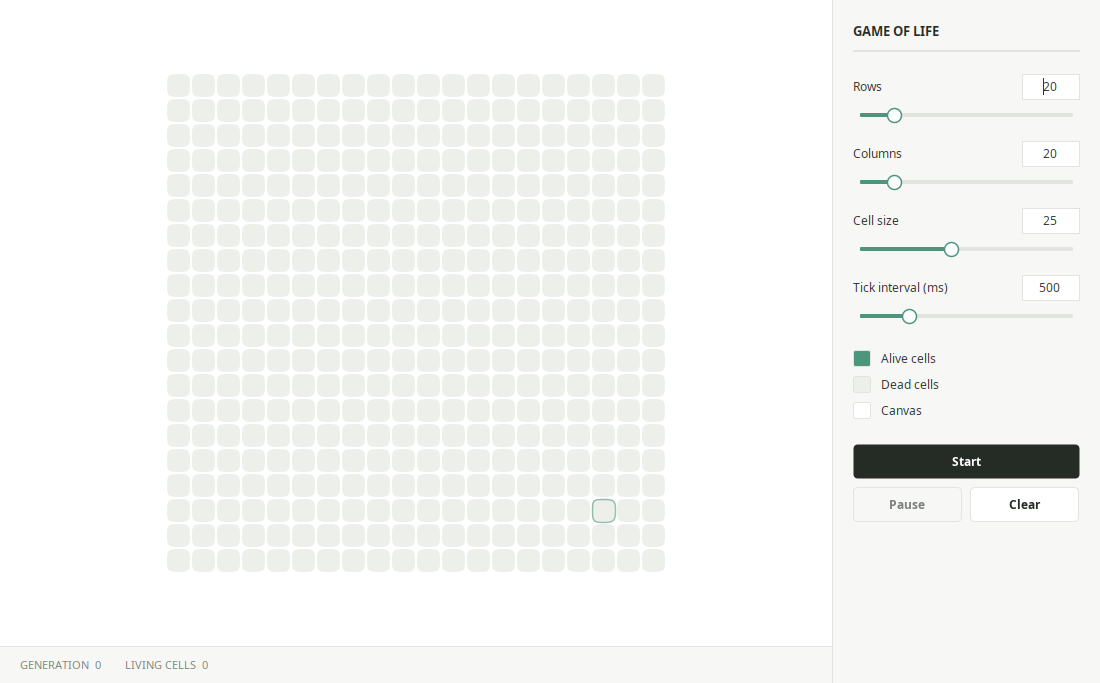 GAME OF LIFE
Rows 20
Columns 20
Cell size 25
Tick interval (ms) 500
Alive cells
Dead cells
Canvas
Start
Pause Clear
GENERATION 0 LIVING CELLS 0